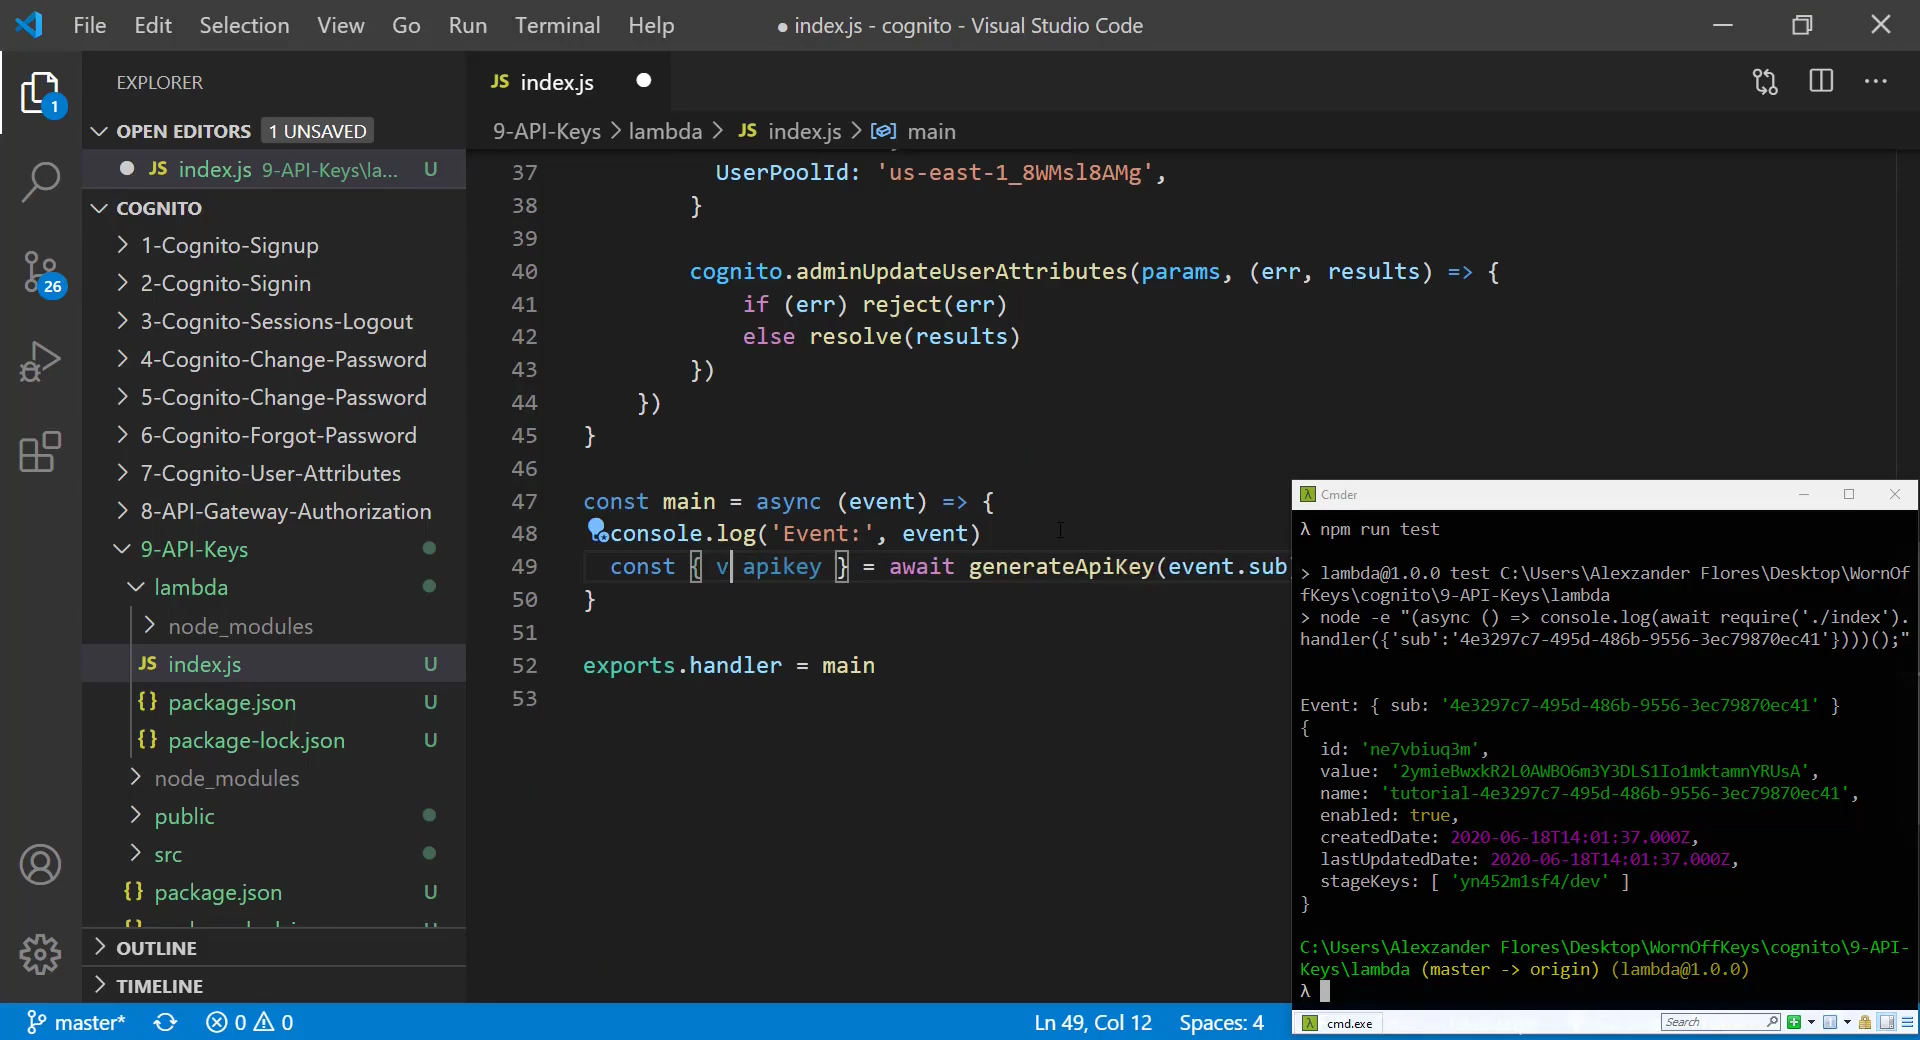 File Edit Selection View Go Run Terminal Help ● index.js - cognito - Visual Studio Code
EXPLORER
OPEN EDITORS 1 UNSAVED
JS index.js 9-API-Keys\la... U
COGNITO
1-Cognito-Signup
2-Cognito-Signin
3-Cognito-Sessions-Logout
4-Cognito-Change-Password
5-Cognito-Change-Password
6-Cognito-Forgot-Password
7-Cognito-User-Attributes
8-API-Gateway-Authorization
9-API-Keys
lambda
node_modules
JS index.js U
{} package.json U
{} package-lock.json U
node_modules
public
src
{} package.json U
OUTLINE
TIMELINE
1
26
JS index.js
9-API-Keys > lambda > JS index.js > main
37 UserPoolId: 'us-east-1_8WMsl8AMg',
38 }
39
40 cognito.adminUpdateUserAttributes(params, (err, results) => {
41 if (err) reject(err)
42 else resolve(results)
43 })
44 })
45 }
46
47 const main = async (event) => {
48 console.log('Event:', event)
49 const { v apikey } = await generateApiKey(event.sub
50 }
51
52 exports.handler = main
53
Cmder
λ npm run test
> lambda@1.0.0 test C:\Users\Alexzander Flores\Desktop\WornOf
fKeys\cognito\9-API-Keys\lambda
> node -e "(async () => console.log(await require('./index').
handler({'sub':'4e3297c7-495d-486b-9556-3ec79870ec41'})))();"
Event: { sub: '4e3297c7-495d-486b-9556-3ec79870ec41' }
{
id: 'ne7vbiuq3m',
value: '2ymieBwxkR2L0AWBO6m3Y3DLS1Io1mktamnYRUsA',
name: 'tutorial-4e3297c7-495d-486b-9556-3ec79870ec41',
enabled: true,
createdDate: 2020-06-18T14:01:37.000Z,
lastUpdatedDate: 2020-06-18T14:01:37.000Z,
stageKeys: [ 'yn452m1sf4/dev' ]
}
C:\Users\Alexzander Flores\Desktop\WornOffKeys\cognito\9-API-
Keys\lambda (master -> origin) (lambda@1.0.0)
λ
cmd.exe Search
master* 0 0 Ln 49, Col 12 Spaces: 4